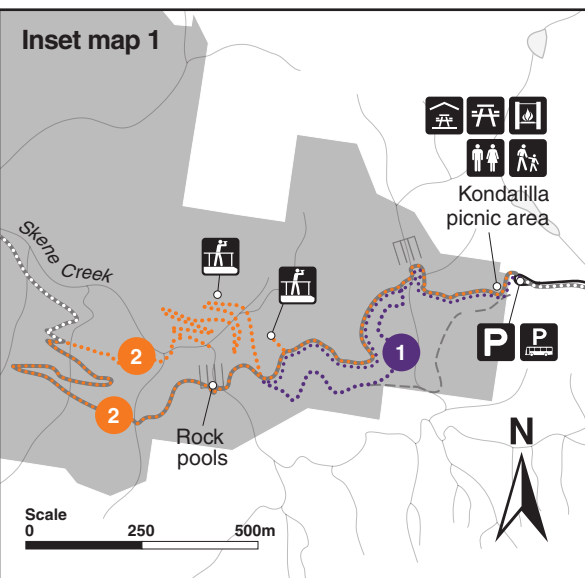 Inset map 1
Kondalilla
picnic area
Skene Creek
2
1
P
P
2
Rock
pools
N
Scale
0 250 500m